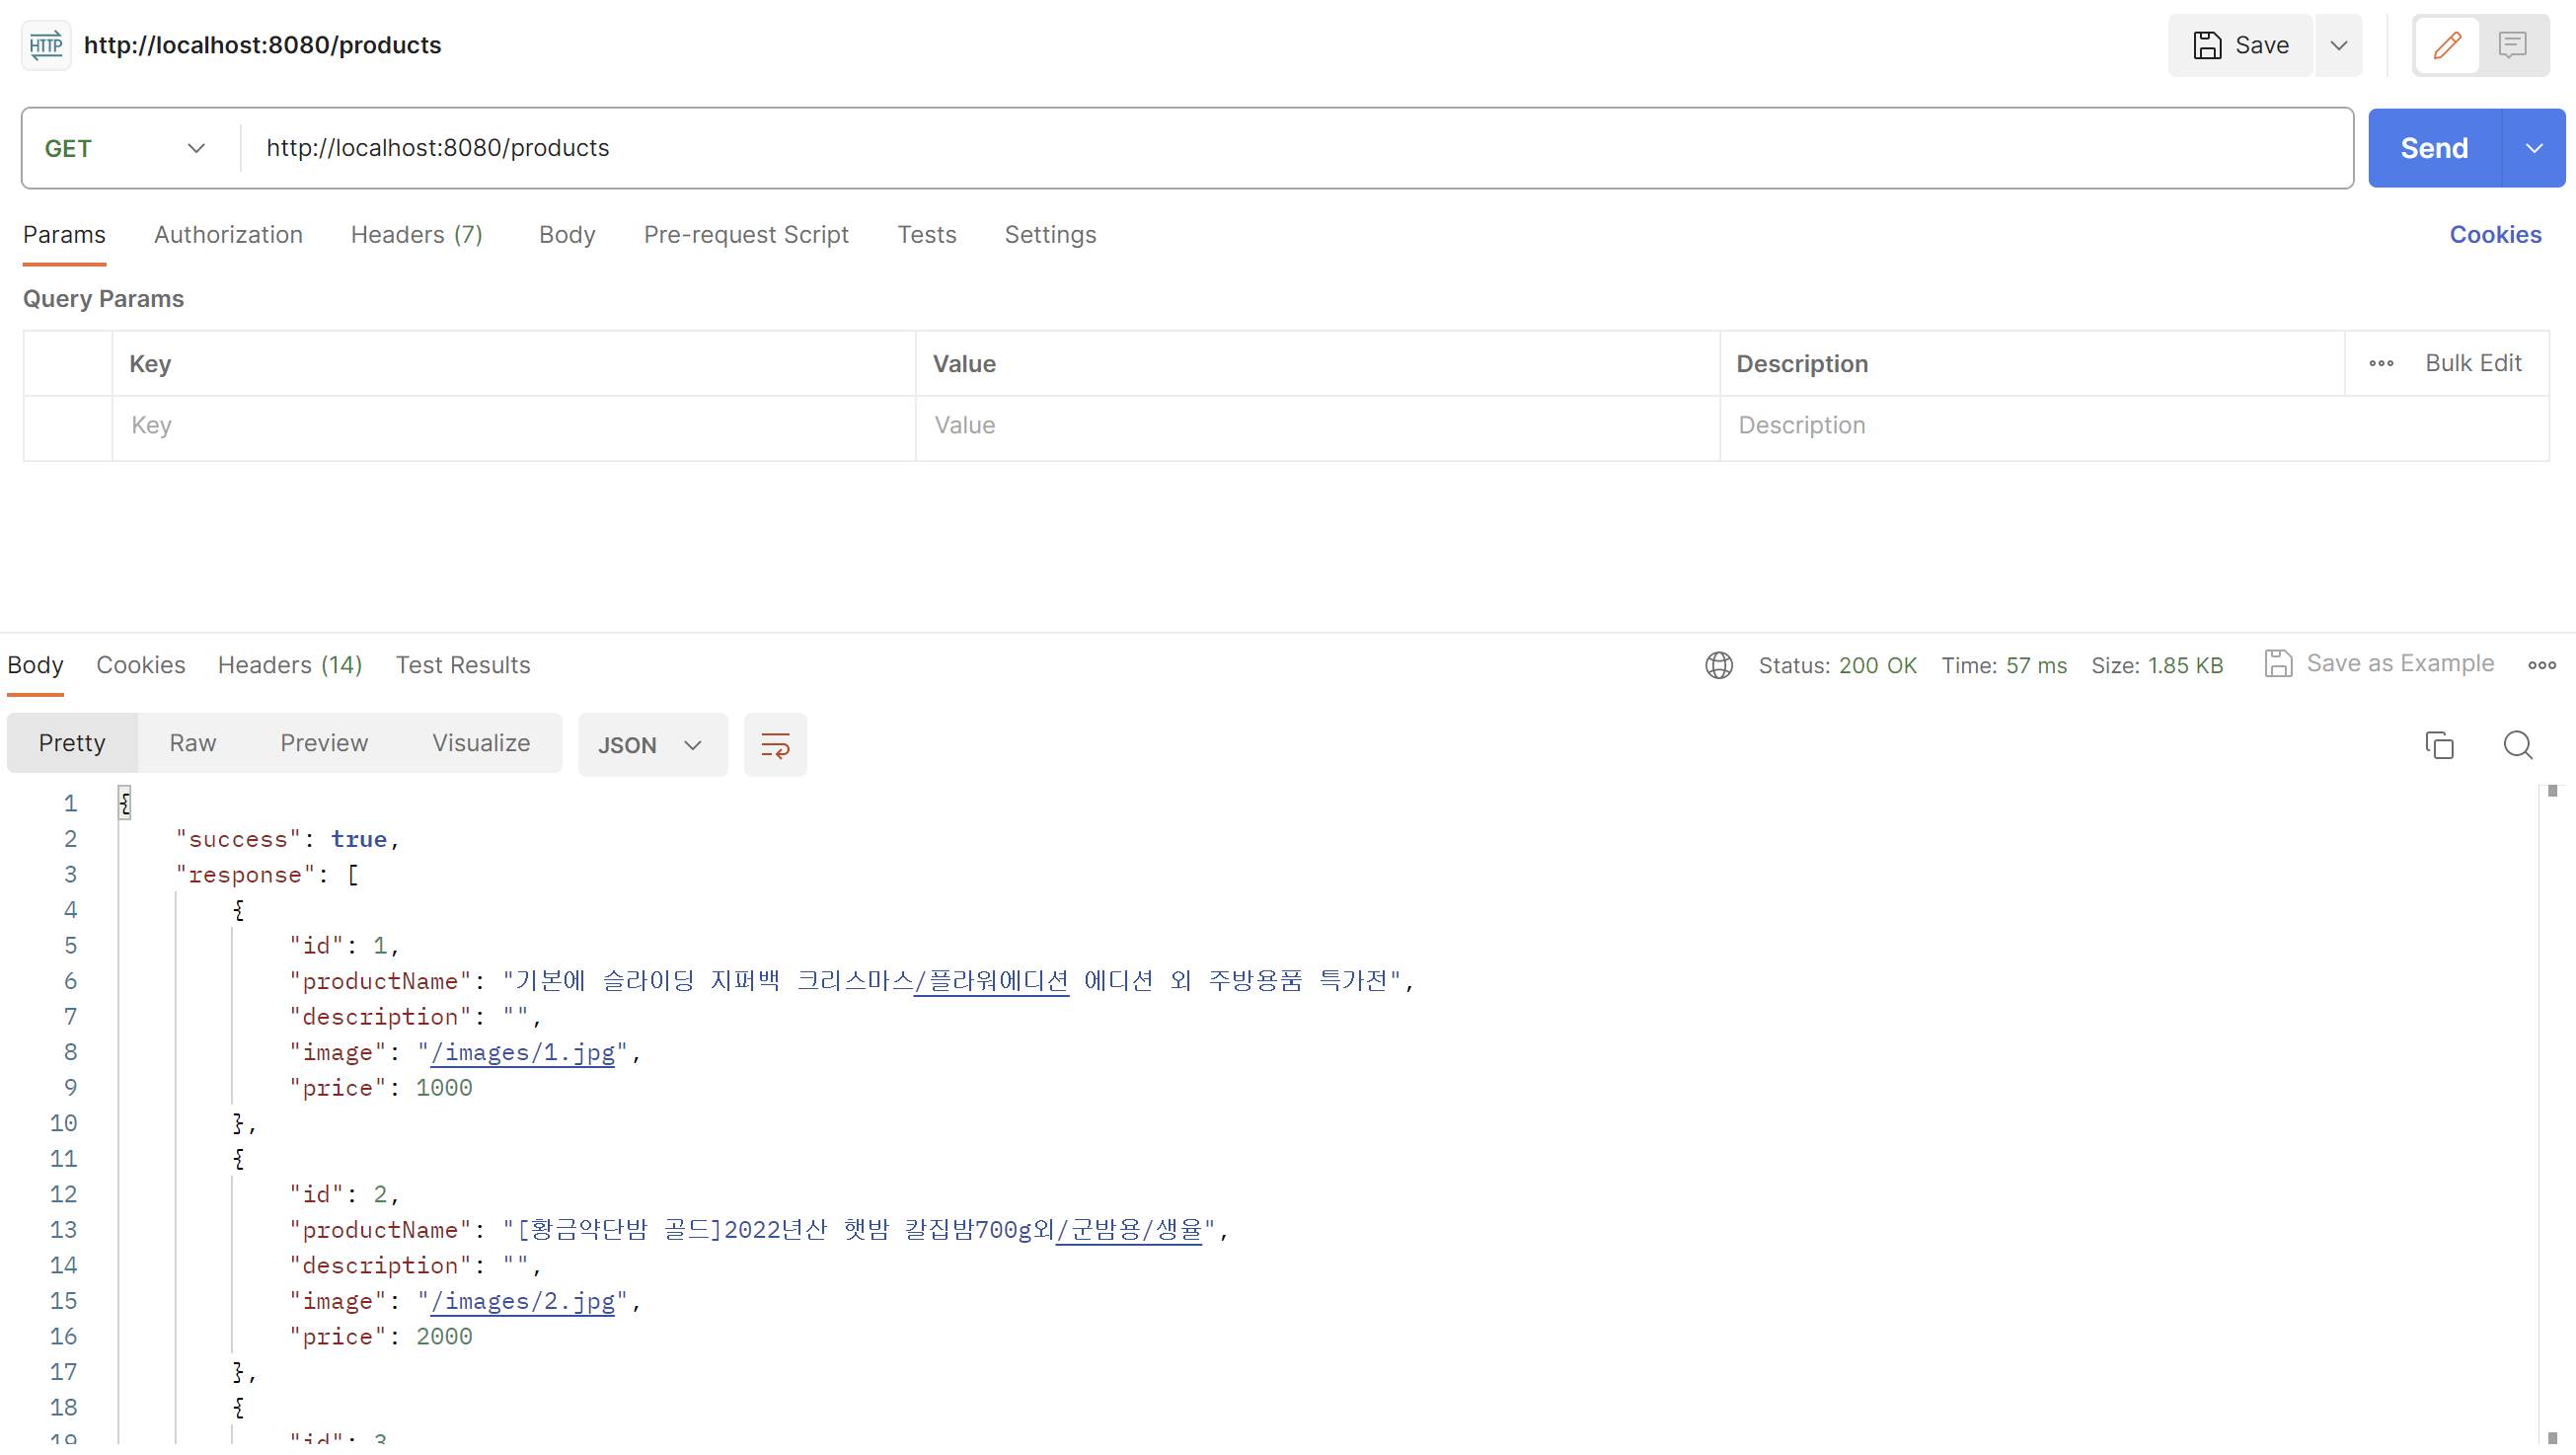 HTTP http://localhost:8080/products Save
GET http://localhost:8080/products Send
Params Authorization Headers (7) Body Pre-request Script Tests Settings Cookies
Query Params
Key Value Description Bulk Edit
Key Value Description
Body Cookies Headers (14) Test Results Status: 200 OK Time: 57 ms Size: 1.85 KB Save as Example
Pretty Raw Preview Visualize JSON
1 {
2 "success": true,
3 "response": [
4 {
5 "id": 1,
6 "productName": "기본에 슬라이딩 지퍼백 크리스마스/플라워에디션 에디션 외 주방용품 특가전",
7 "description": "",
8 "image": "/images/1.jpg",
9 "price": 1000
10 },
11 {
12 "id": 2,
13 "productName": "[황금약단밤 골드]2022년산 햇밤 칼집밤700g외/군밤용/생율",
14 "description": "",
15 "image": "/images/2.jpg",
16 "price": 2000
17 },
18 {
19 "id": 3